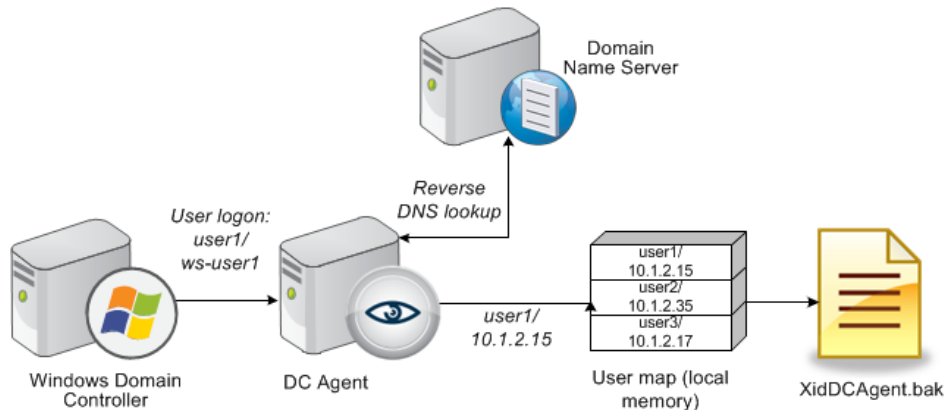 Domain
Name Server
Reverse
DNS lookup
User logon:
user1/
ws-user1
user1/
10.1.2.15
user2/
10.1.2.35
user3/
10.1.2.17
user1/
10.1.2.15
Windows Domain
Controller
DC Agent
User map (local
memory)
XidDCAgent.bak